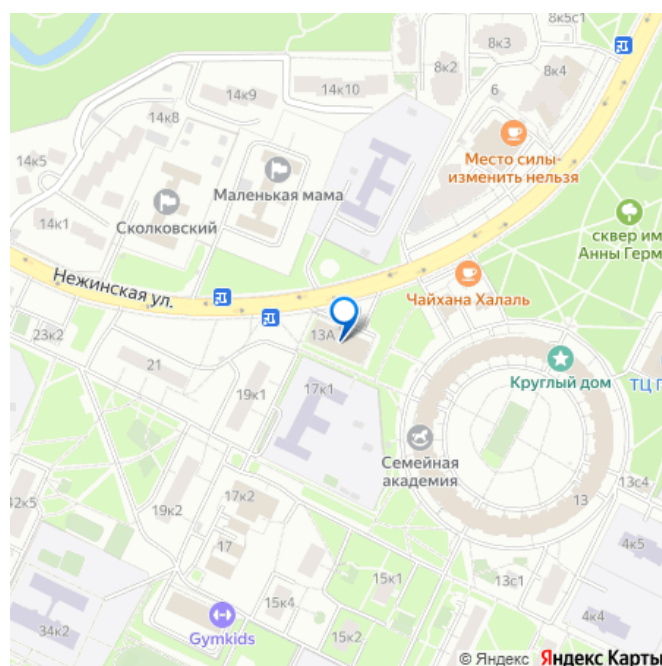 8к5с1
8к3
8к2
8к4
14к9
14к10
6
14к8
Место силы-
изменить нельзя
14к5
Маленькая мама
14к1
Сколковский
сквер им
Анны Герм
Нежинская ул.
Чайхана Халаль
23к2
13А
21
Круглый дом
ТЦ Г
19к1
17к1
Семейная
академия
42к5
17к2
13
13с4
19к2
17
4к5
15к1
13с1
15к4
4к4
34к2
Gymkids
15к2
© Яндекс Яндекс Карты